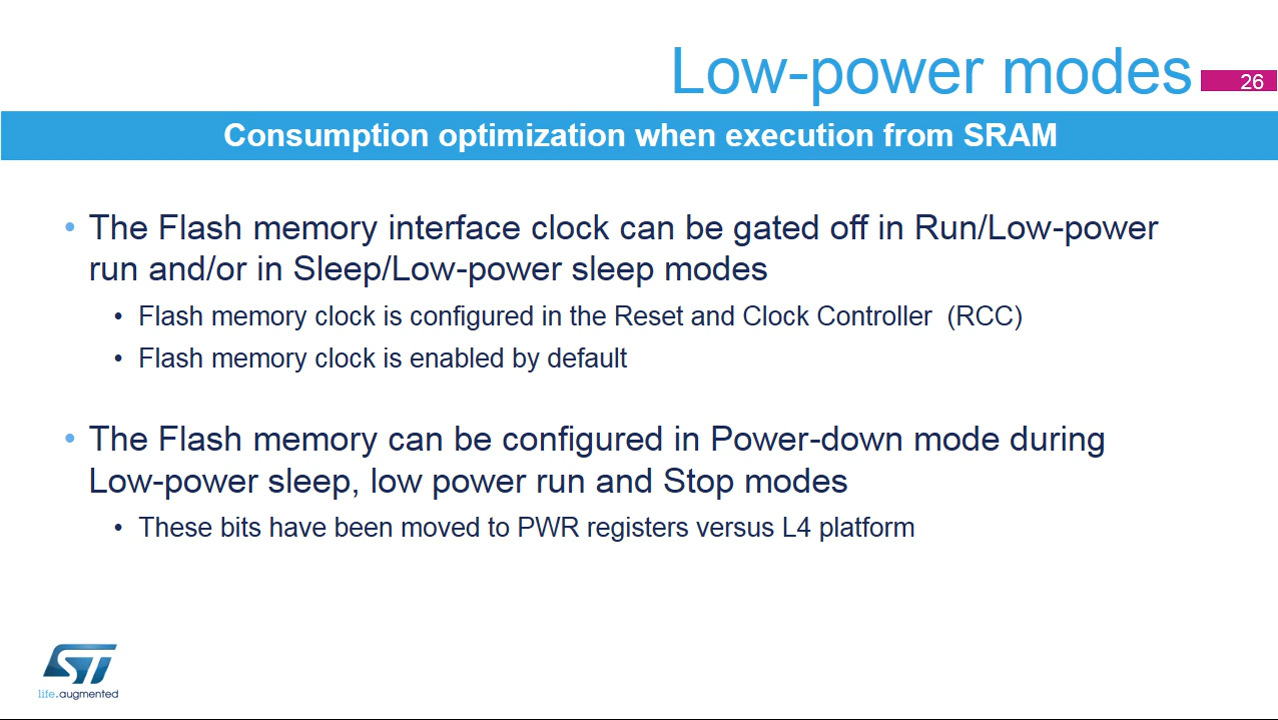 Low-power modes
26
Consumption optimization when execution from SRAM
• The Flash memory interface clock can be gated off in Run/Low-power
run and/or in Sleep/Low-power sleep modes
• Flash memory clock is configured in the Reset and Clock Controller (RCC)
• Flash memory clock is enabled by default
• The Flash memory can be configured in Power-down mode during
Low-power sleep, low power run and Stop modes
• These bits have been moved to PWR registers versus L4 platform
ST
life.augmented